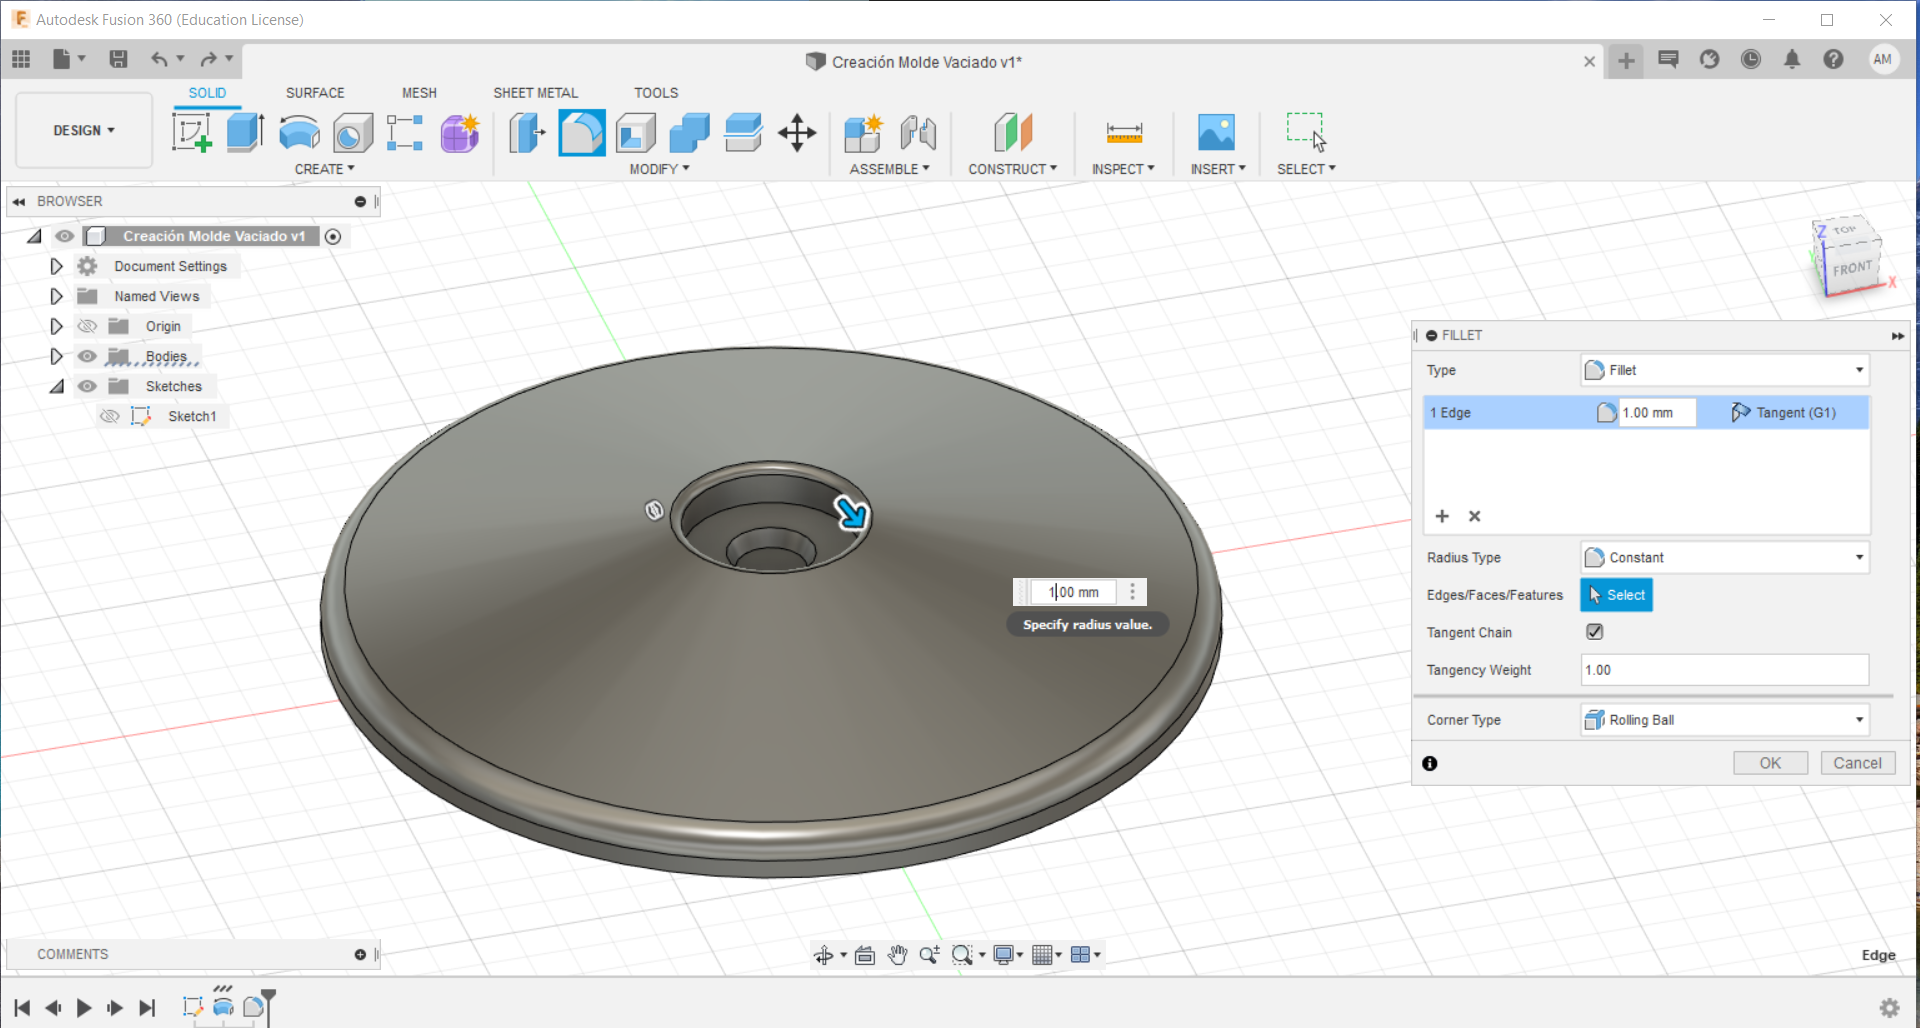 Autodesk Fusion 360 (Education License)
Creación Molde Vaciado v1*
AM
SOLID SURFACE MESH SHEET METAL TOOLS
DESIGN
CREATE MODIFY ASSEMBLE CONSTRUCT INSPECT INSERT SELECT
BROWSER
Creación Molde Vaciado v1
Document Settings
Named Views
Origin
Bodies
Sketches
Sketch1
Z TOP
FRONT
X
FILLET
Type Fillet
1 Edge 1.00 mm Tangent (G1)
Radius Type Constant
Edges/Faces/Features Select
Tangent Chain
Tangency Weight 1.00
Corner Type Rolling Ball
OK Cancel
1.00 mm
Specify radius value.
COMMENTS
Edge